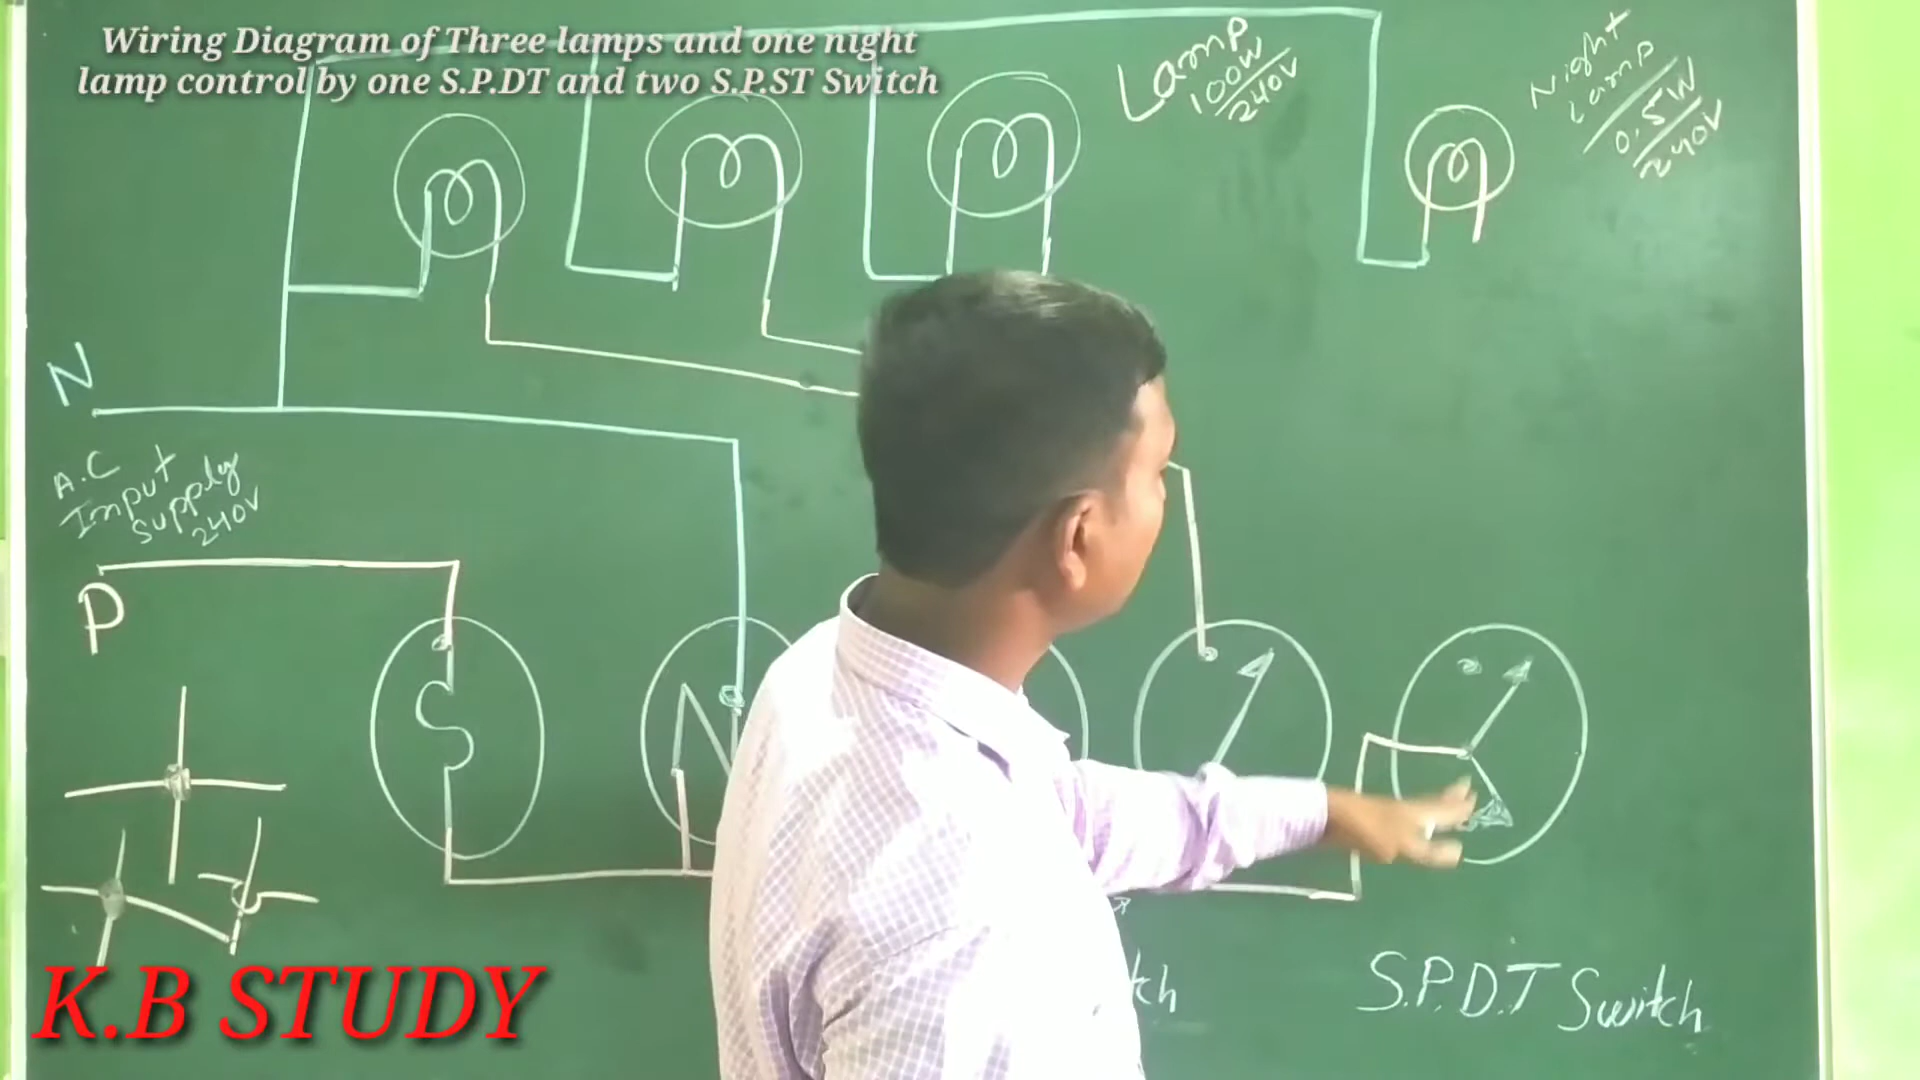 Wiring Diagram of Three lamps and one night
lamp control by one S.P.DT and two S.P.ST Switch
Lamp
100W
240V
Night
Lamp
0.5W
240V
N
A.C
Input
supply
240V
P
S
N
S.P.D.T Switch
K.B STUDY